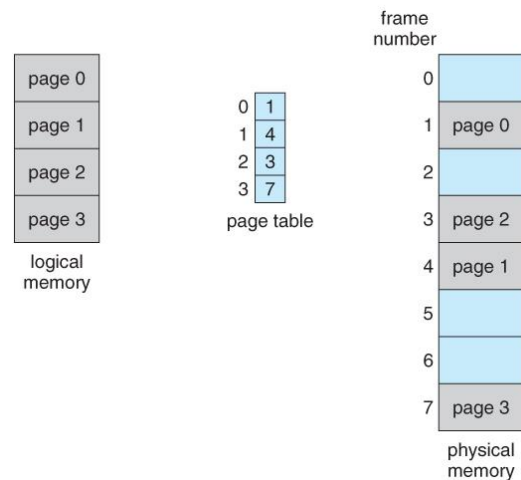 page 0
page 1
page 2
page 3
logical
memory
0 1
1 4
2 3
3 7
page table
frame
number
0
1 page 0
2
3 page 2
4 page 1
5
6
7 page 3
physical
memory